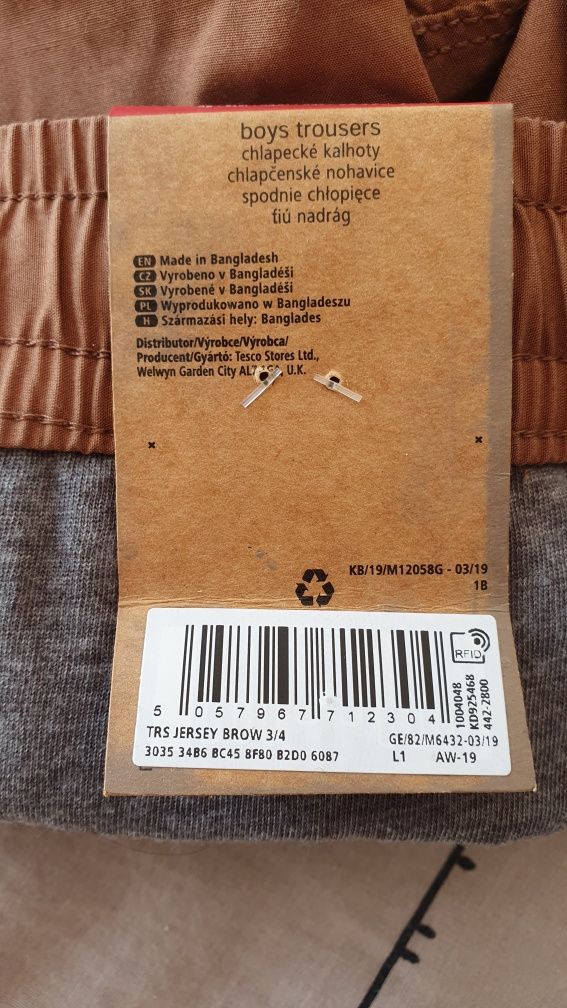 boys trousers
chlapecké kalhoty
chlapčenské nohavice
spodnie chłopięce
fiú nadrág
EN Made in Bangladesh
CZ Vyrobeno v Bangladéši
SK Vyrobené v Bangladéši
PL Wyprodukowano w Bangladeszu
H Származási hely: Banglades
Distributor/Výrobce/Výrobca/
Producent/Gyártó: Tesco Stores Ltd.,
Welwyn Garden City U.K.
KB/19/M12058G - 03/19
1B
RFID
5 057967 712304
1004048
KD925468
442-2800
TRS JERSEY BROW 3/4
GE/82/M6432-03/19
3035 34B6 BC45 8F80 B2D0 6087
L1 AW-19